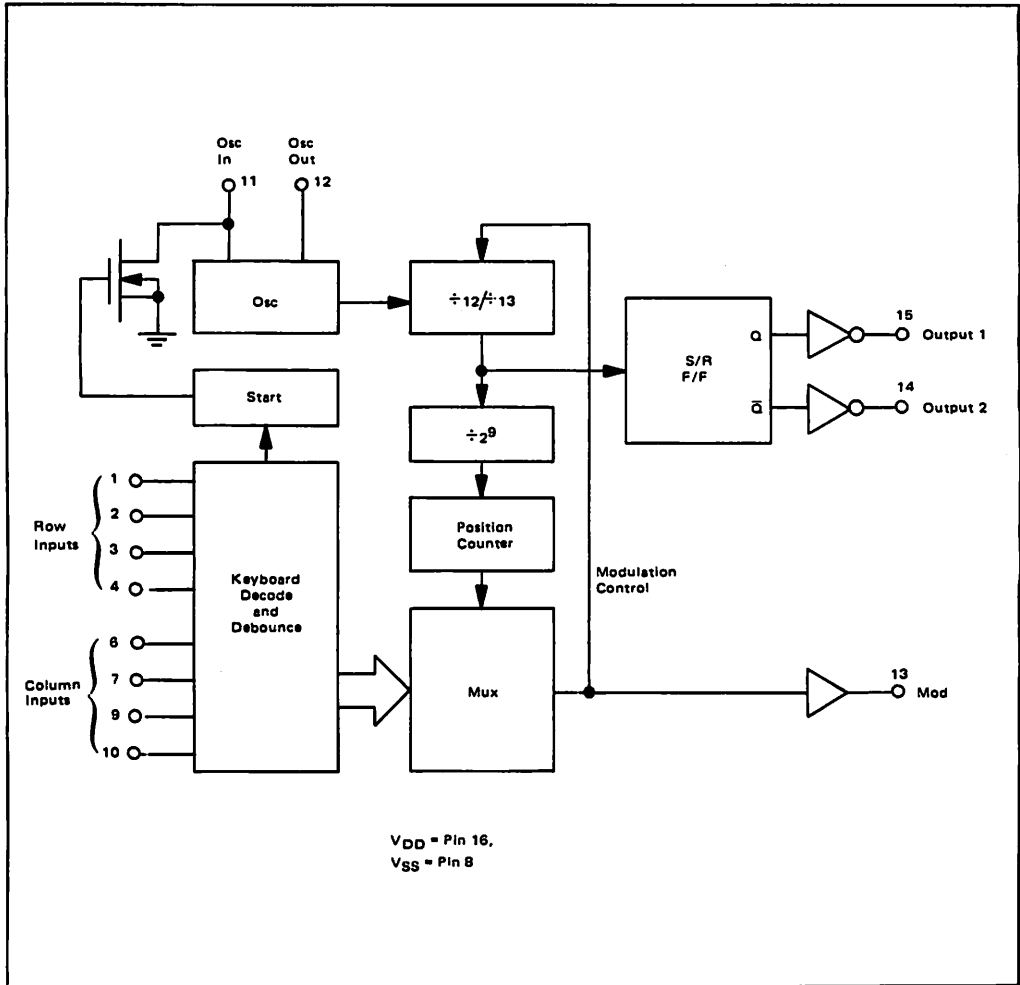 Osc In
11
Osc Out
12
Osc
÷12/÷13
S/R F/F
Q
Q̅
15
Output 1
14
Output 2
Start
÷2⁹
Position Counter
Row Inputs
1
2
3
4
Column Inputs
6
7
9
10
Keyboard Decode and Debounce
Mux
Modulation Control
13
Mod
VDD = Pin 16,
VSS = Pin 8